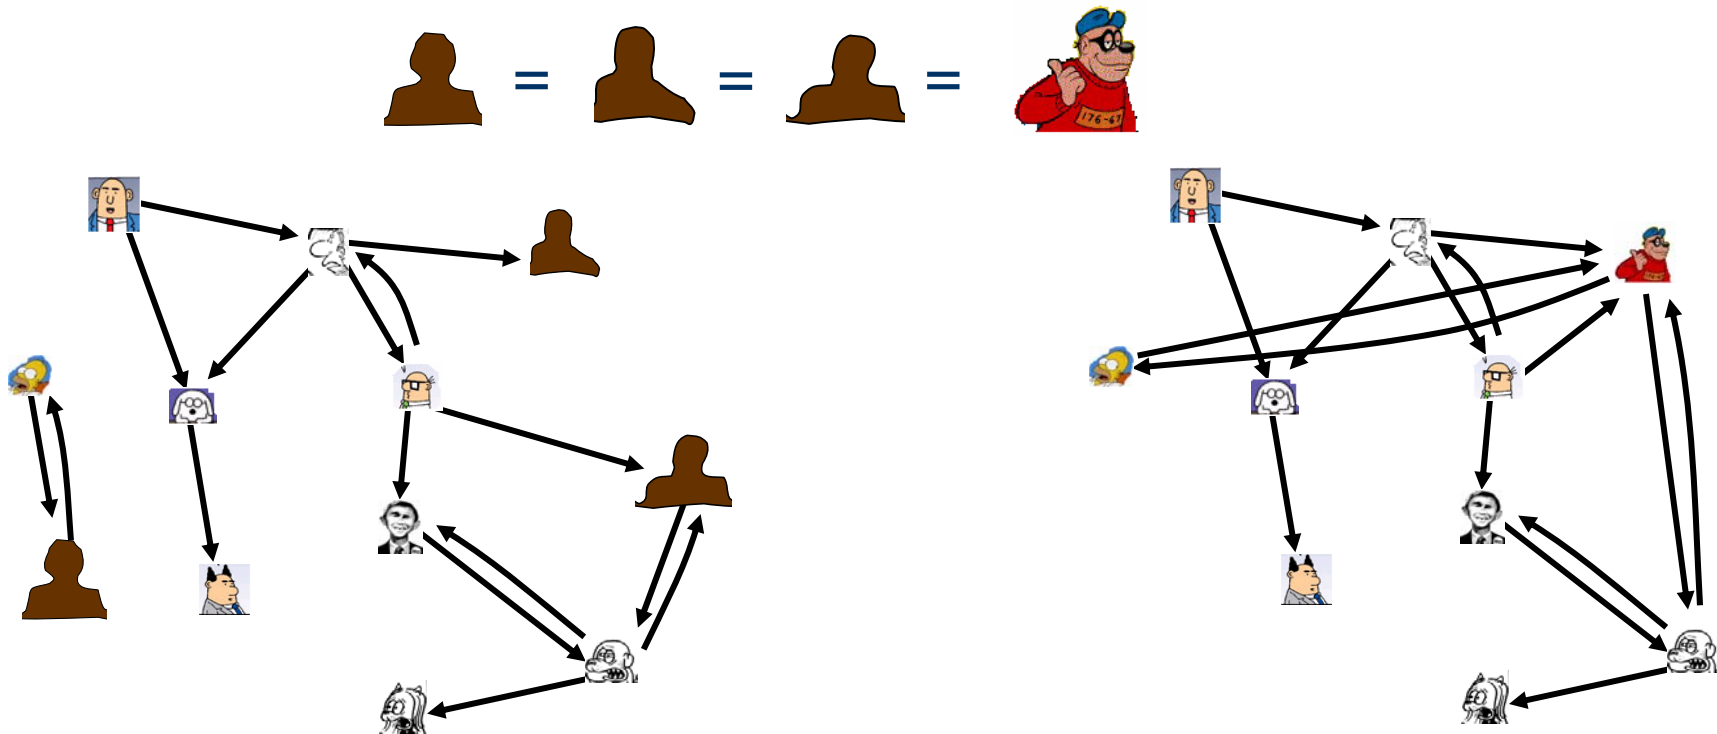 = = =
176-67